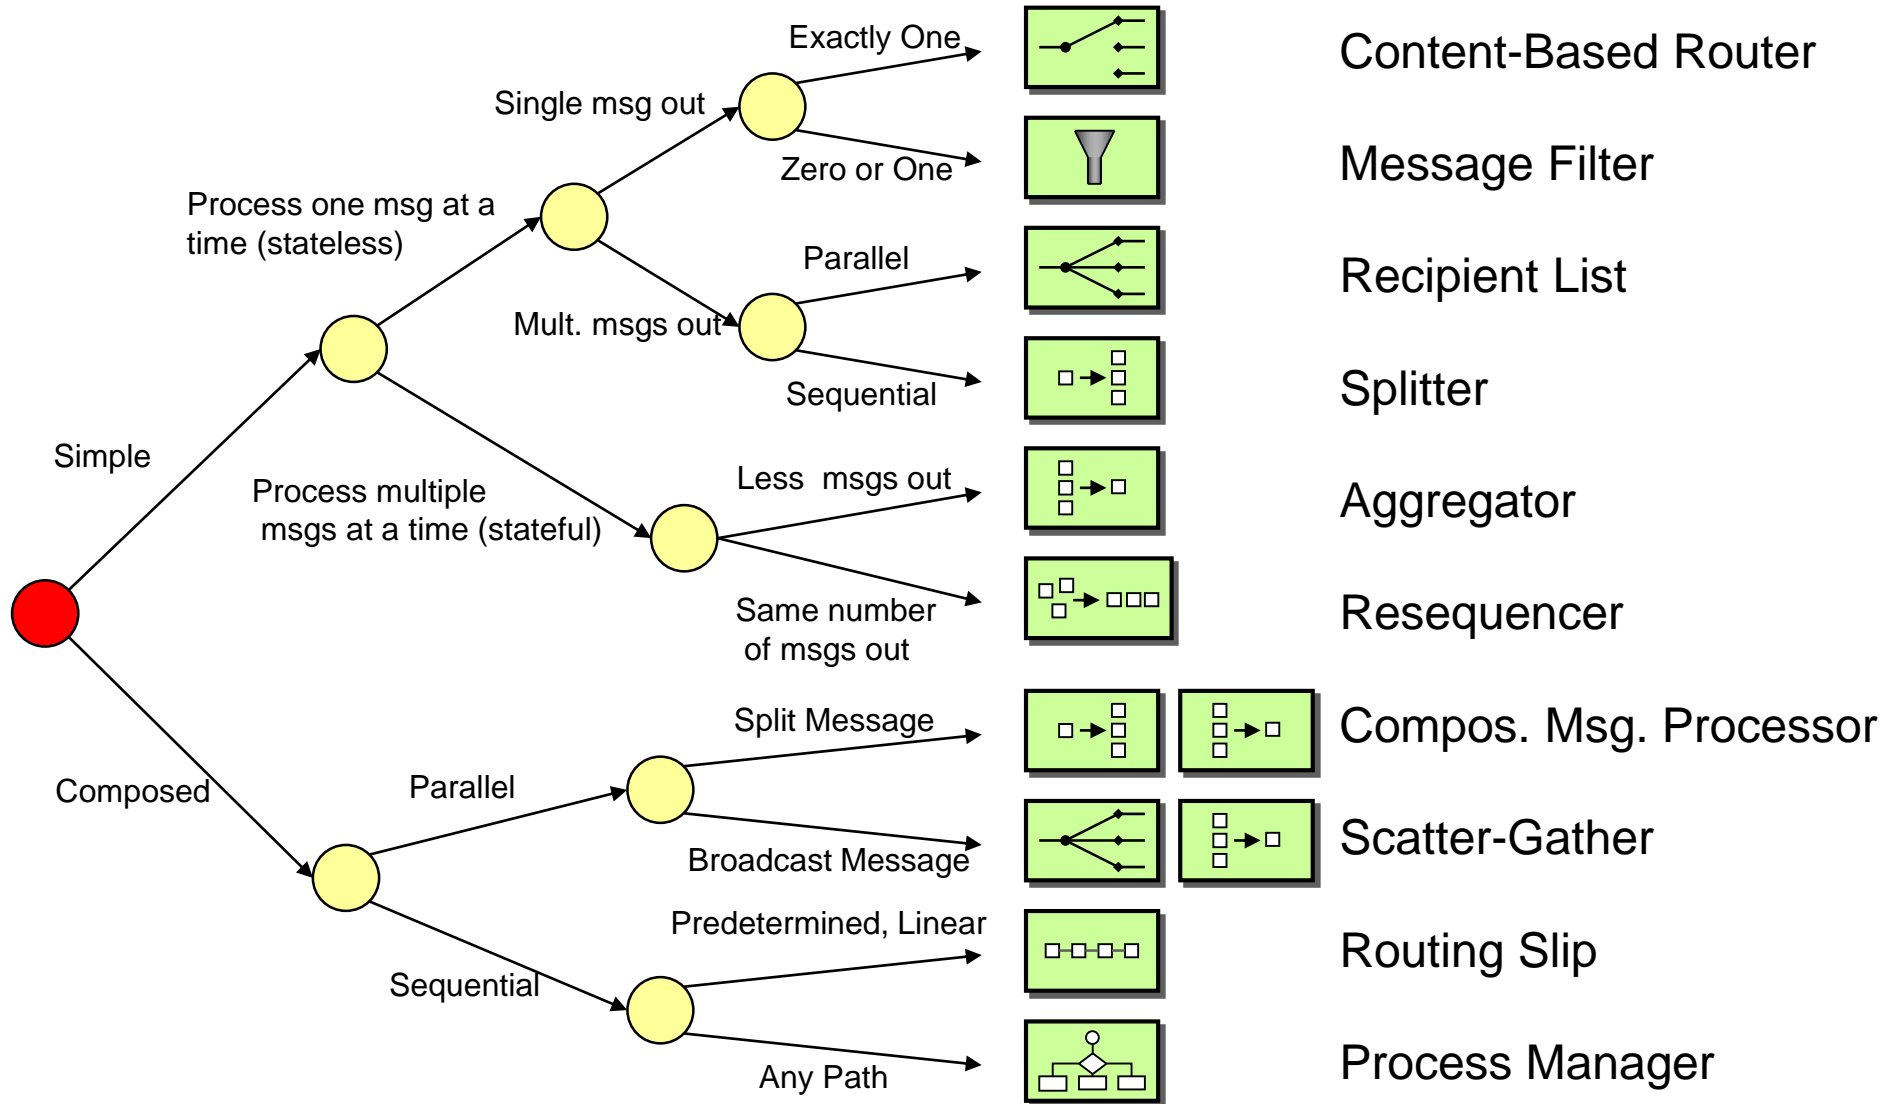 Exactly One
Content-Based Router
Single msg out
Zero or One
Message Filter
Process one msg at a
time (stateless)
Parallel
Recipient List
Mult. msgs out
Sequential
Splitter
Simple
Process multiple
msgs at a time (stateful)
Less  msgs out
Aggregator
Same number
of msgs out
Resequencer
Split Message
Compos. Msg. Processor
Composed
Parallel
Broadcast Message
Scatter-Gather
Predetermined, Linear
Routing Slip
Sequential
Any Path
Process Manager